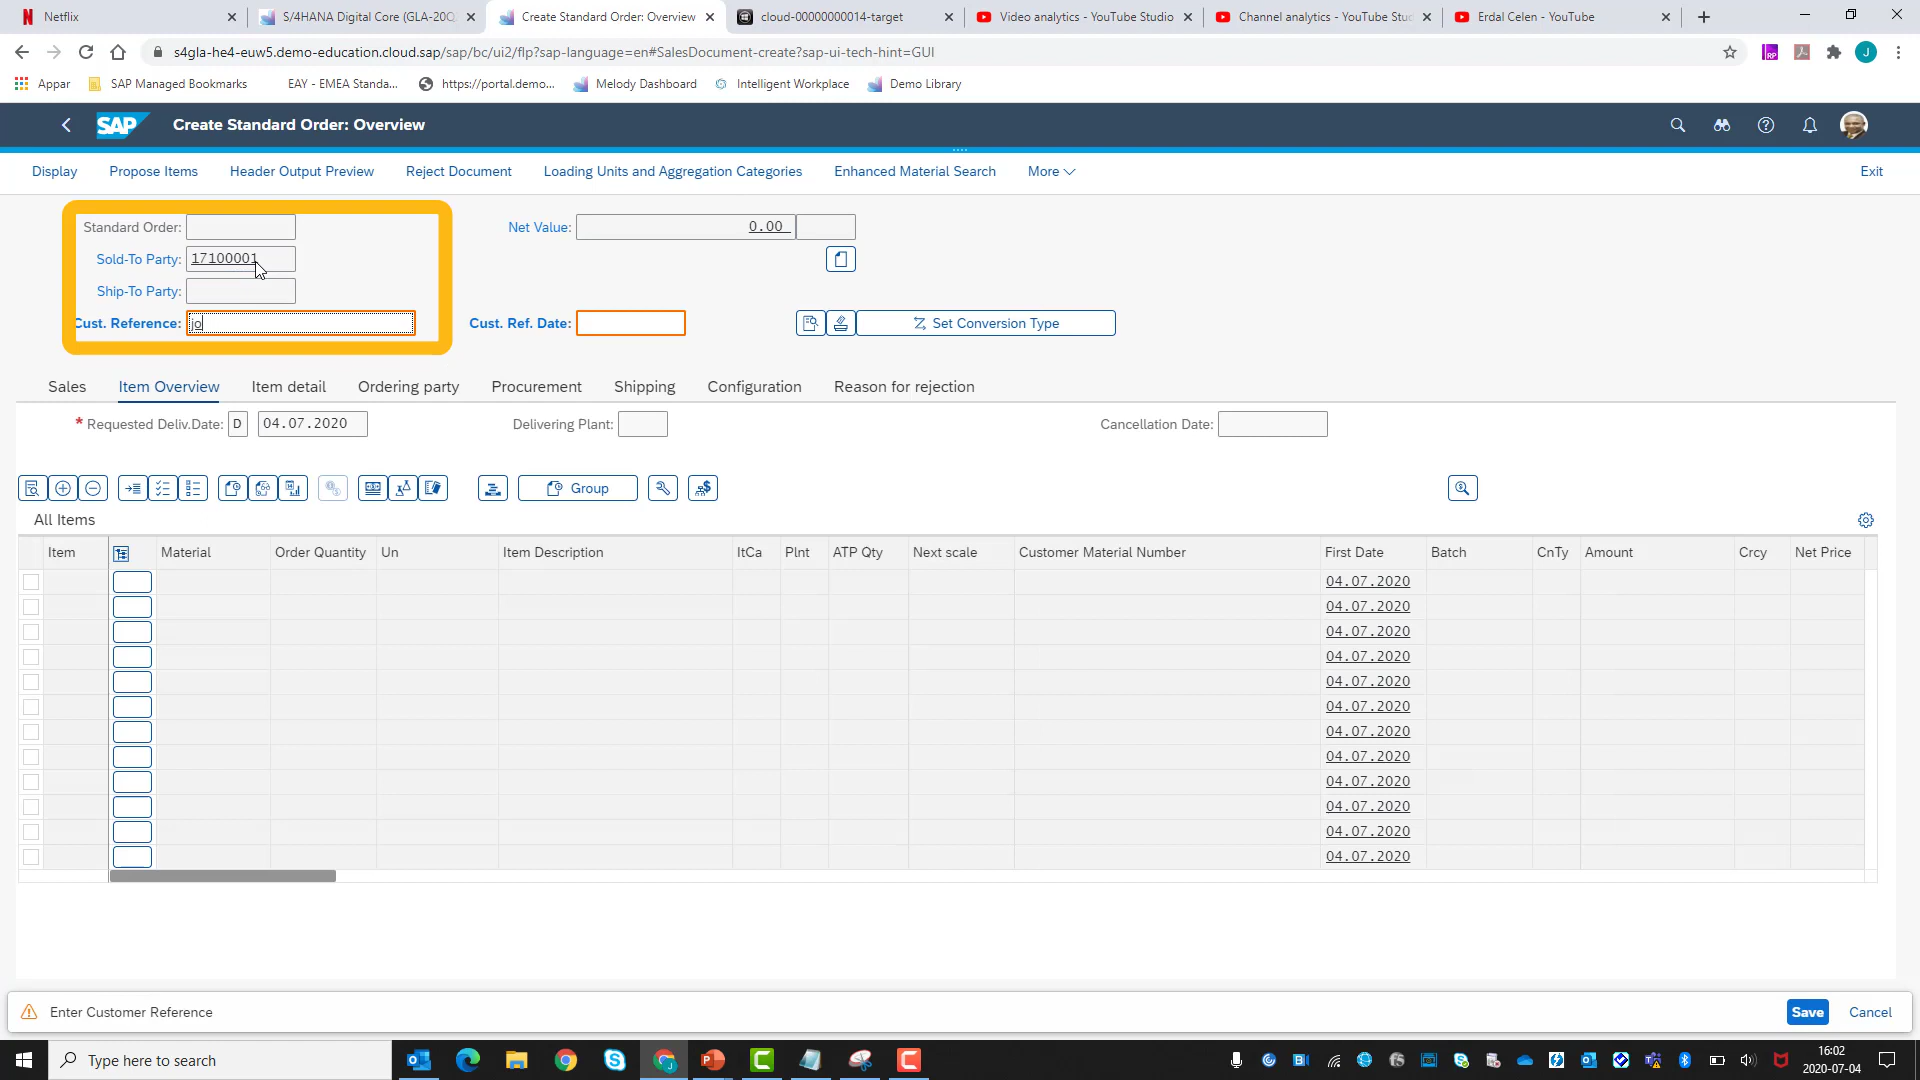 Netflix
S/4HANA Digital Core (GLA-20Q
Create Standard Order: Overview
cloud-00000000014-target
Video analytics - YouTube Studio
Channel analytics - YouTube Stu
Erdal Celen - YouTube
s4gla-he4-euw5.demo-education.cloud.sap/sap/bc/ui2/flp?sap-language=en#SalesDocument-create?sap-ui-tech-hint=GUI
J
Appar
SAP Managed Bookmarks
EAY - EMEA Standa...
https://portal.demo...
Melody Dashboard
Intelligent Workplace
Demo Library
SAP
Create Standard Order: Overview
Display
Propose Items
Header Output Preview
Reject Document
Loading Units and Aggregation Categories
Enhanced Material Search
More
Exit
Standard Order:
Net Value: 0.00
Sold-To Party: 17100001
Ship-To Party:
Cust. Reference: jo
Cust. Ref. Date:
Set Conversion Type
Sales
Item Overview
Item detail
Ordering party
Procurement
Shipping
Configuration
Reason for rejection
* Requested Deliv.Date: D 04.07.2020
Delivering Plant:
Cancellation Date:
Group
All Items
Item Material Order Quantity Un Item Description ItCa Plnt ATP Qty Next scale Customer Material Number First Date Batch CnTy Amount Crcy Net Price
04.07.2020
04.07.2020
04.07.2020
04.07.2020
04.07.2020
04.07.2020
04.07.2020
04.07.2020
04.07.2020
04.07.2020
04.07.2020
04.07.2020
Enter Customer Reference
Save
Cancel
Type here to search
16:02
2020-07-04